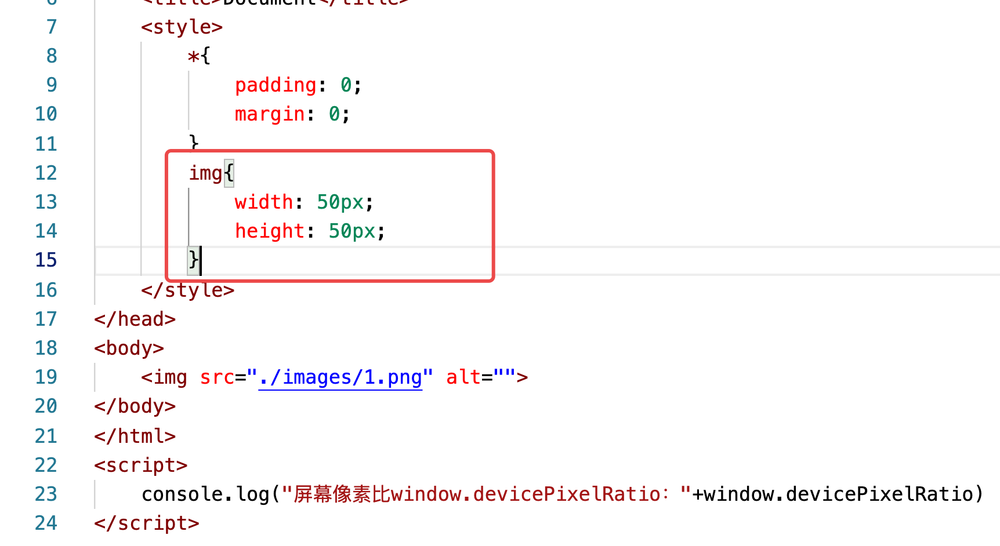 6 <title>Document</title>
7 <style>
8 *{
9 padding: 0;
10 margin: 0;
11 }
12 img{
13 width: 50px;
14 height: 50px;
15 }
16 </style>
17 </head>
18 <body>
19 <img src="./images/1.png" alt="">
20 </body>
21 </html>
22 <script>
23 console.log("屏幕像素比window.devicePixelRatio："+window.devicePixelRatio)
24 </script>